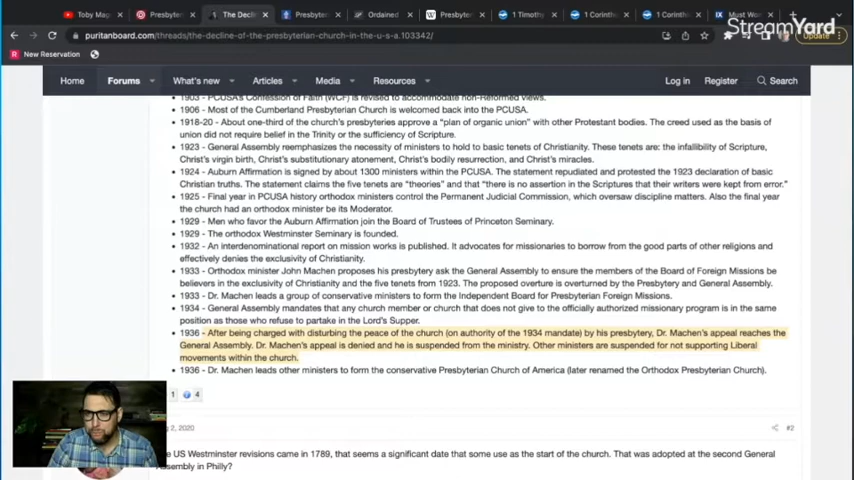 Toby Mag
Presbyter
The Declin
Presbyter
Ordained
Presbyter
1 Timothy
1 Corinth
1 Corinth
Must Wor
StreamYard
puritanboard.com/threads/the-decline-of-the-presbyterian-church-in-the-u-s-a.103342/
Update
New Reservation
Home
Forums
What's new
Articles
Media
Resources
Log in
Register
Search
1903 - PCUSA's Confession of Faith (WCF) is revised to accommodate non-Reformed views.
1906 - Most of the Cumberland Presbyterian Church is welcomed back into the PCUSA.
1918-20 - About one-third of the church's presbyteries approve a "plan of organic union" with other Protestant bodies. The creed used as the basis of
union did not require belief in the Trinity or the sufficiency of Scripture.
1923 - General Assembly reemphasizes the necessity of ministers to hold to basic tenets of Christianity. These tenets are: the infallibility of Scripture,
Christ's virgin birth, Christ's substitutionary atonement, Christ's bodily resurrection, and Christ's miracles.
1924 - Auburn Affirmation is signed by about 1300 ministers within the PCUSA. The statement repudiated and protested the 1923 declaration of basic
Christian truths. The statement claims the five tenets are "theories" and that "there is no assertion in the Scriptures that their writers were kept from error."
1925 - Final year in PCUSA history orthodox ministers control the Permanent Judicial Commission, which oversaw discipline matters. Also the final year
the church had an orthodox minister be its Moderator.
1929 - Men who favor the Auburn Affirmation join the Board of Trustees of Princeton Seminary.
1929 - The orthodox Westminster Seminary is founded.
1932 - An interdenominational report on mission works is published. It advocates for missionaries to borrow from the good parts of other religions and
effectively denies the exclusivity of Christianity.
1933 - Orthodox minister John Machen proposes his presbytery ask the General Assembly to ensure the members of the Board of Foreign Missions be
believers in the exclusivity of Christianity and the five tenets from 1923. The proposed overture is overturned by the Presbytery and General Assembly.
1933 - Dr. Machen leads a group of conservative ministers to form the Independent Board for Presbyterian Foreign Missions.
1934 - General Assembly mandates that any church member or church that does not give to the officially authorized missionary program is in the same
position as those who refuse to partake in the Lord's Supper.
1936 - After being charged with disturbing the peace of the church (on authority of the 1934 mandate) by his presbytery, Dr. Machen's appeal reaches the
General Assembly. Dr. Machen's appeal is denied and he is suspended from the ministry. Other ministers are suspended for not supporting Liberal
movements within the church.
1936 - Dr. Machen leads other ministers to form the conservative Presbyterian Church of America (later renamed the Orthodox Presbyterian Church).
1
4
2, 2020
#2
e US Westminster revisions came in 1789, that seems a significant date that some use as the start of the church. That was adopted at the second General
Assembly in Philly?